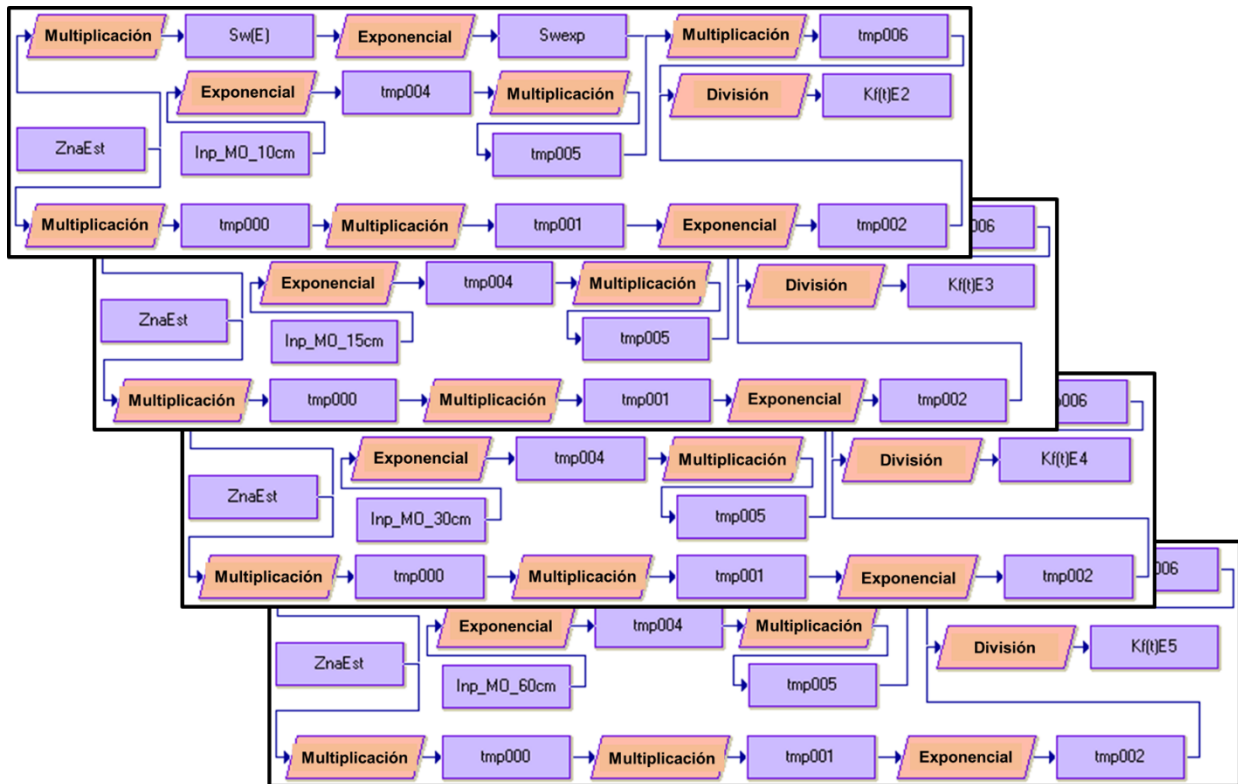 Multiplicación Sw(E) Exponencial Swexp Multiplicación tmp006
Exponencial tmp004 Multiplicación División Kf(t)E2
ZnaEst Inp_MO_10cm tmp005
Multiplicación tmp000 Multiplicación tmp001 Exponencial tmp002
006
Exponencial tmp004 Multiplicación División Kf(t)E3
ZnaEst Inp_MO_15cm tmp005
Multiplicación tmp000 Multiplicación tmp001 Exponencial tmp002
006
Exponencial tmp004 Multiplicación División Kf(t)E4
ZnaEst Inp_MO_30cm tmp005
Multiplicación tmp000 Multiplicación tmp001 Exponencial tmp002
006
Exponencial tmp004 Multiplicación División Kf(t)E5
ZnaEst Inp_MO_60cm tmp005
Multiplicación tmp000 Multiplicación tmp001 Exponencial tmp002